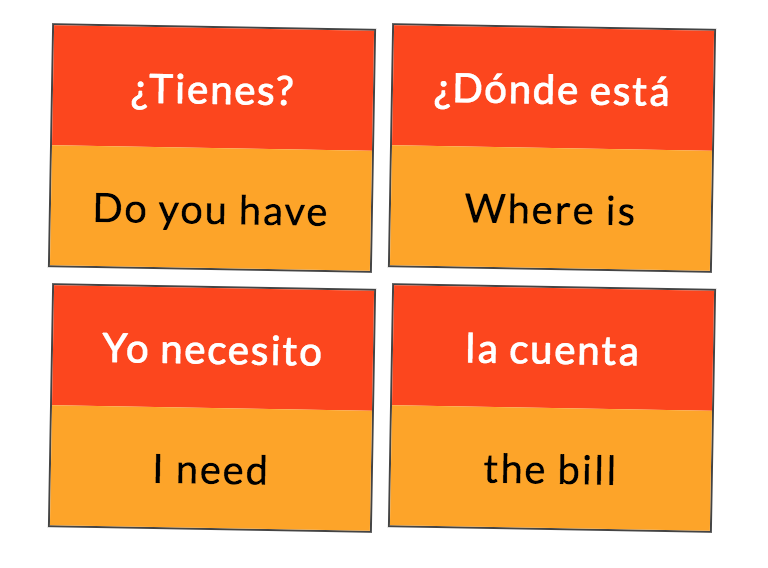 ¿Tienes?
Do you have
¿Dónde está
Where is
Yo necesito
I need
la cuenta
the bill